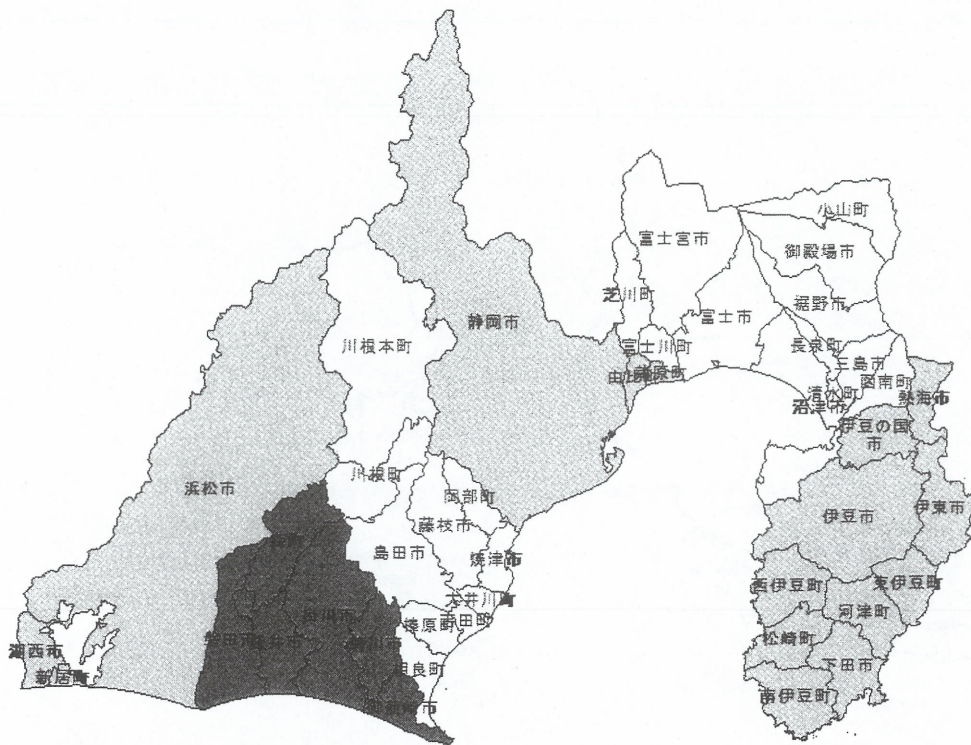 小山町
富士宮市
御殿場市
芝川町
裾野市
静岡市
富士市
川根本町
富士川町
長泉町
三島市
函南町
清水町
沼津市
熱海市
伊豆の国
市
浜松市
川根町
岡部町
伊東市
伊豆市
藤枝市
島田市
焼津市
大井川町
西伊豆町
東伊豆町
河津町
榛原町
吉田町
掛川市
磐田市
袋井市
菊川市
松崎町
湖西市
新居町
相良町
下田市
南伊豆町
御前崎市